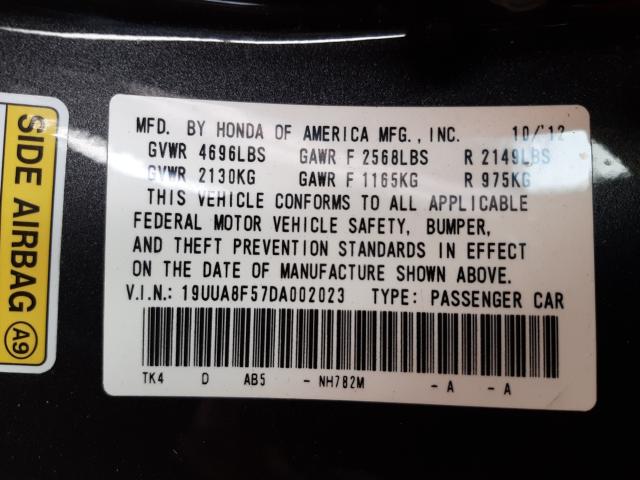 MFD. BY HONDA OF AMERICA MFG., INC. 10/'12
GVWR 4696LBS GAWR F 2568LBS R 2149LBS
GVWR 2130KG GAWR F 1165KG R 975KG
THIS VEHICLE CONFORMS TO ALL APPLICABLE
FEDERAL MOTOR VEHICLE SAFETY, BUMPER,
AND THEFT PREVENTION STANDARDS IN EFFECT
ON THE DATE OF MANUFACTURE SHOWN ABOVE.
V.I.N.: 19UUA8F57DA002023 TYPE: PASSENGER CAR
TK4 D AB5 - NH782M - A - A
SIDE AIRBAG A9